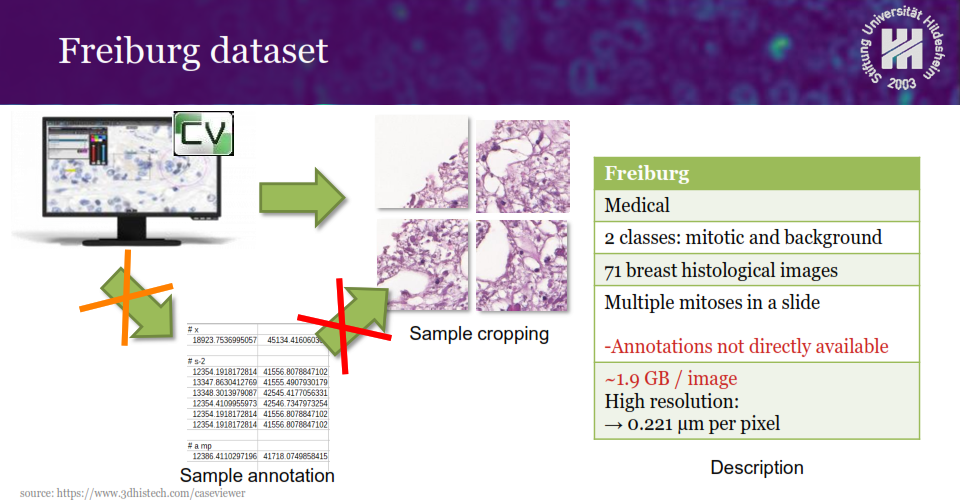 Freiburg dataset
Stiftung Universität Hildesheim
2003
CV
Freiburg
Medical
2 classes: mitotic and background
71 breast histological images
Multiple mitoses in a slide
-Annotations not directly available
~1.9 GB / image
High resolution:
→ 0.221 µm per pixel
Description
Sample cropping
# x
18923.7536995057 45134.4160603
# s-2
12354.1918172814 41556.8078847102
13347.8630412769 41555.4907930179
13348.3013979087 42545.4177056331
12354.4109955973 42546.7347973254
12354.1918172814 41556.8078847102
12354.1918172814 41556.8078847102
# a mp
12386.4110297196 41718.0749858415
Sample annotation
source: https://www.3dhistech.com/caseviewer